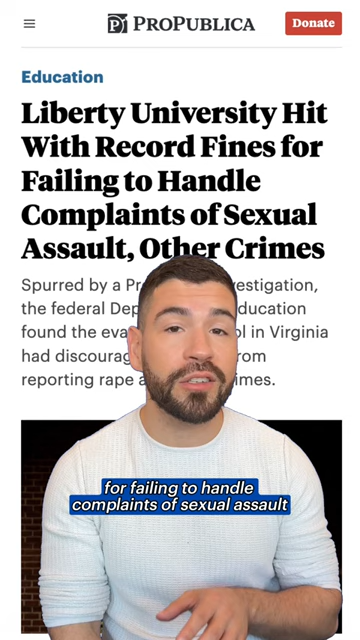 PROPUBLICA
Donate
Education
Liberty University Hit
With Record Fines for
Failing to Handle
Complaints of Sexual
Assault, Other Crimes
Spurred by a Pr vestigation,
the federal Dep ducation
found the eva ol in Virginia
had discourag from
reporting rape a imes.
for failing to handle
complaints of sexual assault